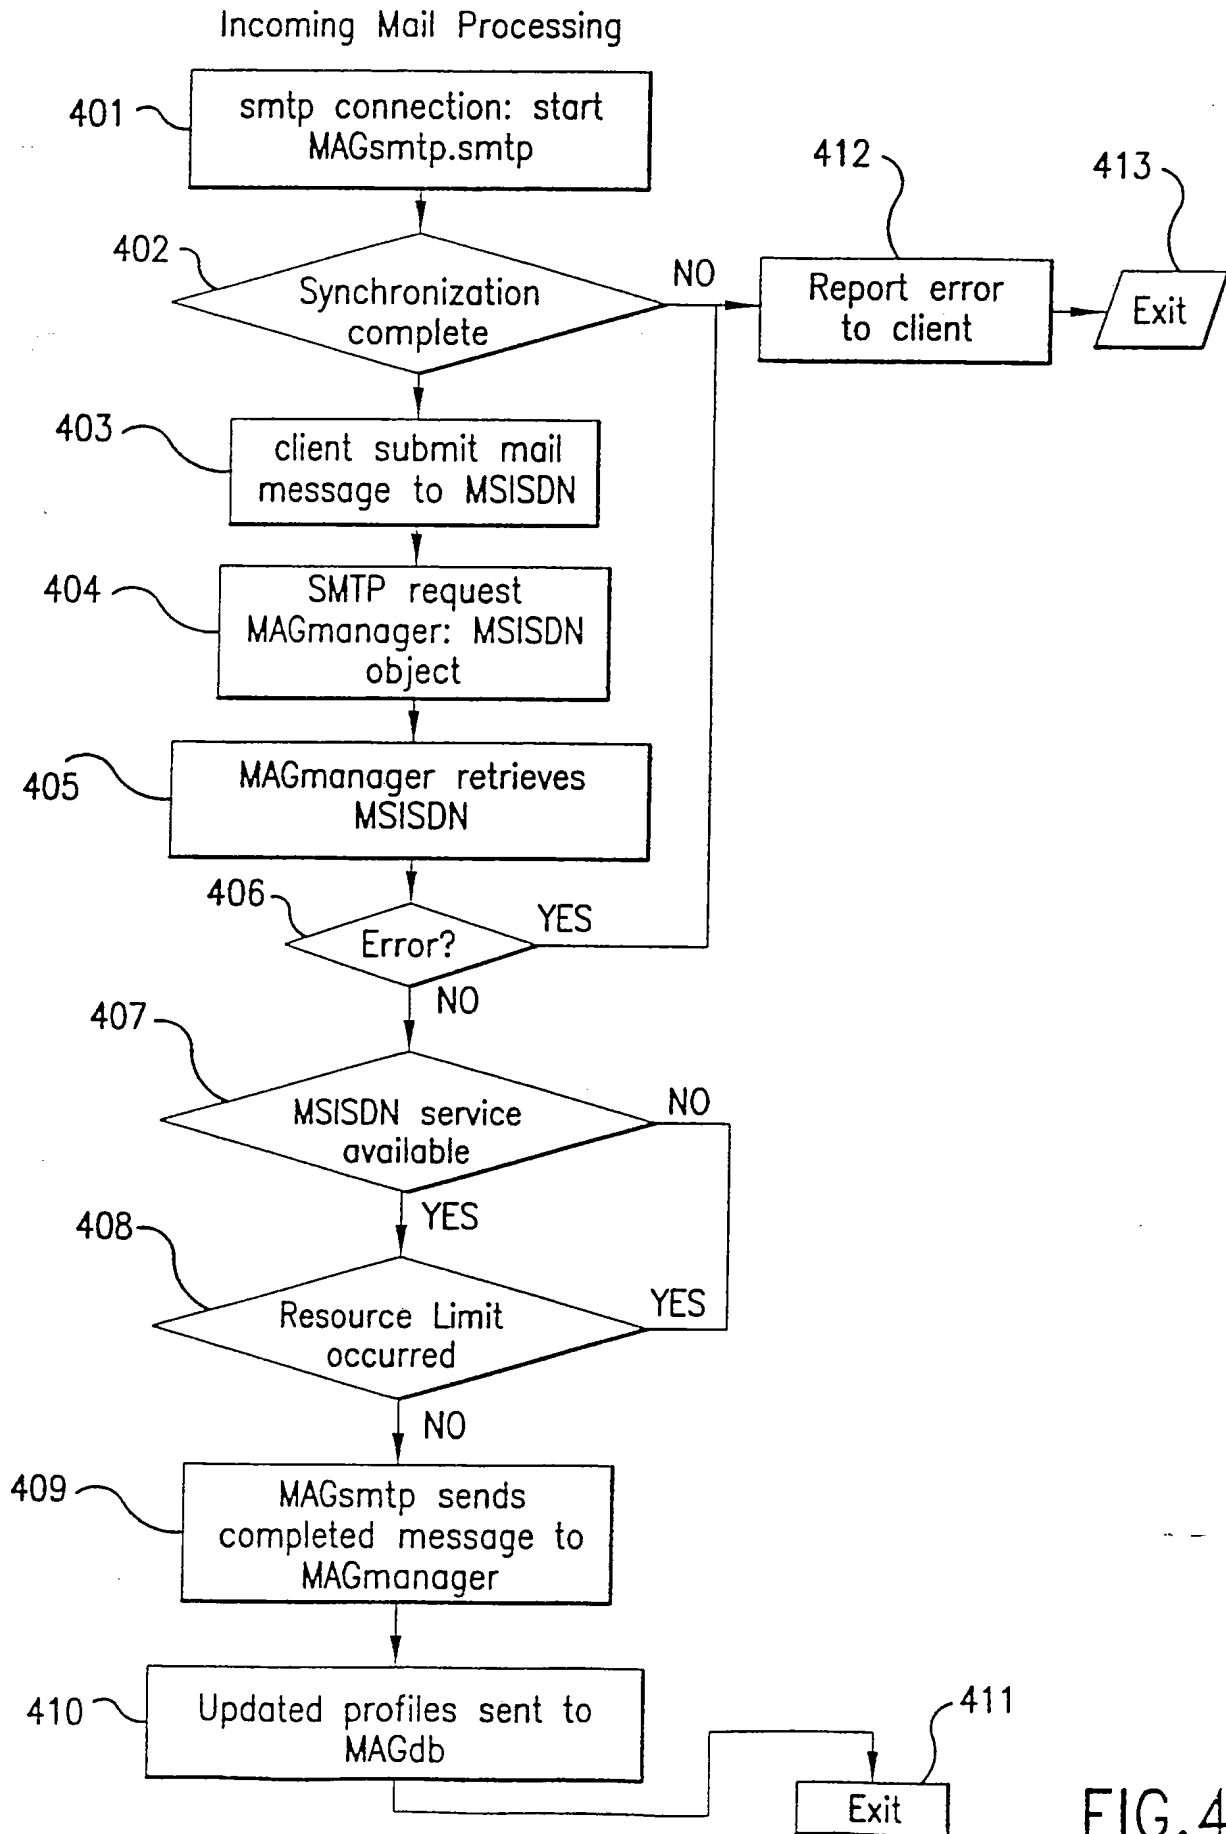 Incoming Mail Processing
401
smtp connection: start
MAGsmtp.smtp
412
413
402
Synchronization
complete
NO
Report error
to client
Exit
403
client submit mail
message to MSISDN
404
SMTP request
MAGmanager: MSISDN
object
405
MAGmanager retrieves
MSISDN
406
Error?
YES
NO
407
MSISDN service
available
NO
YES
408
Resource Limit
occurred
YES
NO
409
MAGsmtp sends
completed message to
MAGmanager
410
Updated profiles sent to
MAGdb
411
Exit
FIG.4